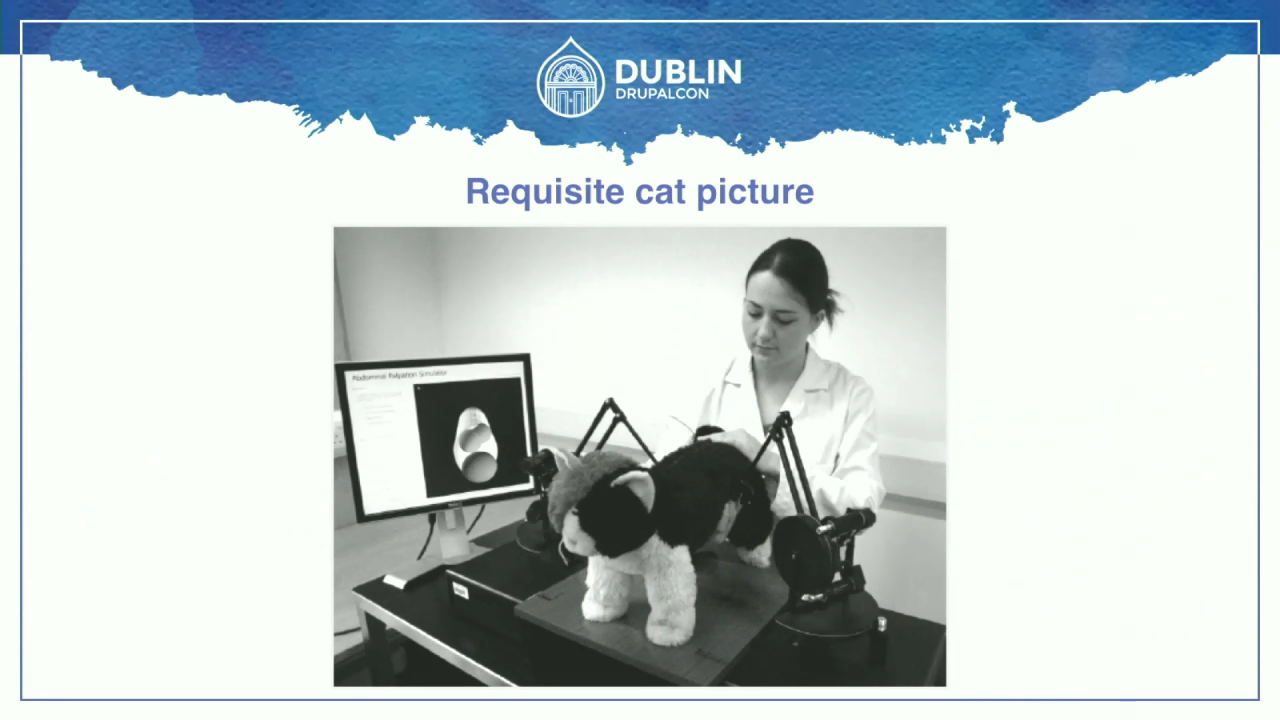 DUBLIN
DRUPALCON
Requisite cat picture
Abdominal Palpation Simulator